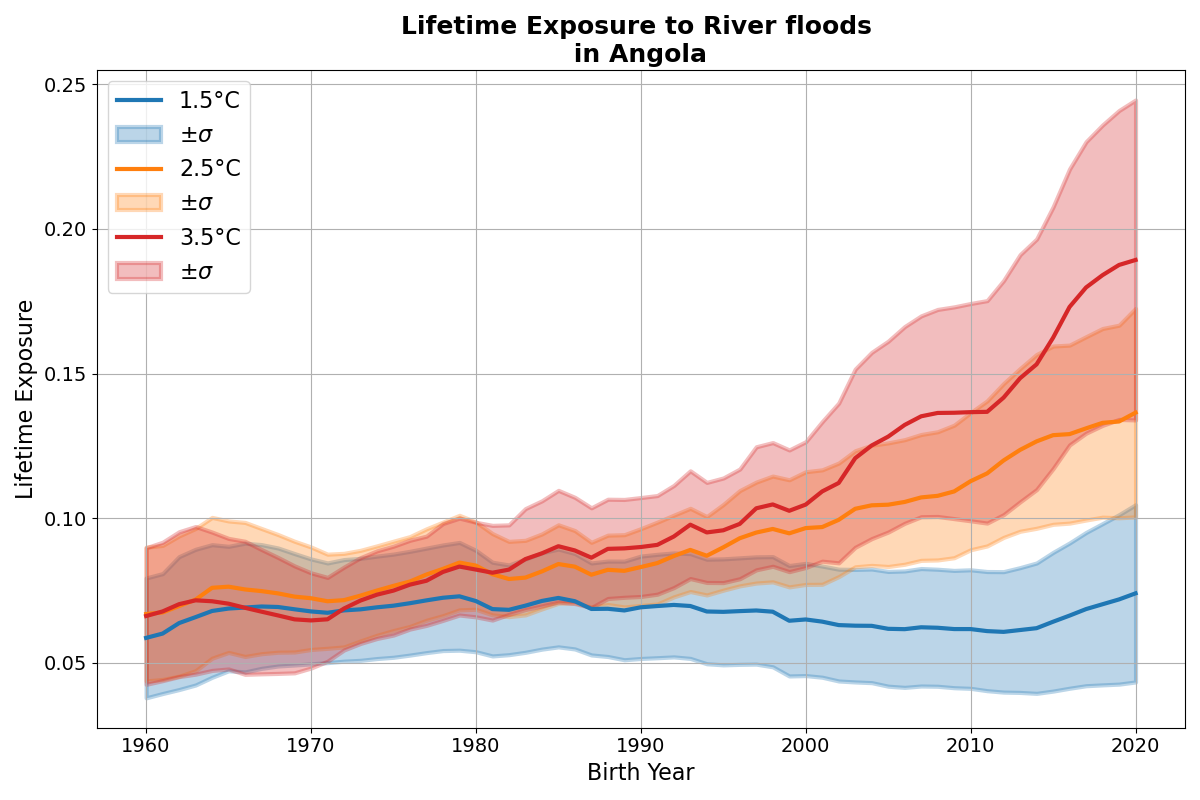 Lifetime Exposure to River floods
in Angola
0.25
0.20
0.15
0.10
0.05
Lifetime Exposure
1.5°C
±σ
2.5°C
±σ
3.5°C
±σ
1960 1970 1980 1990 2000 2010 2020
Birth Year